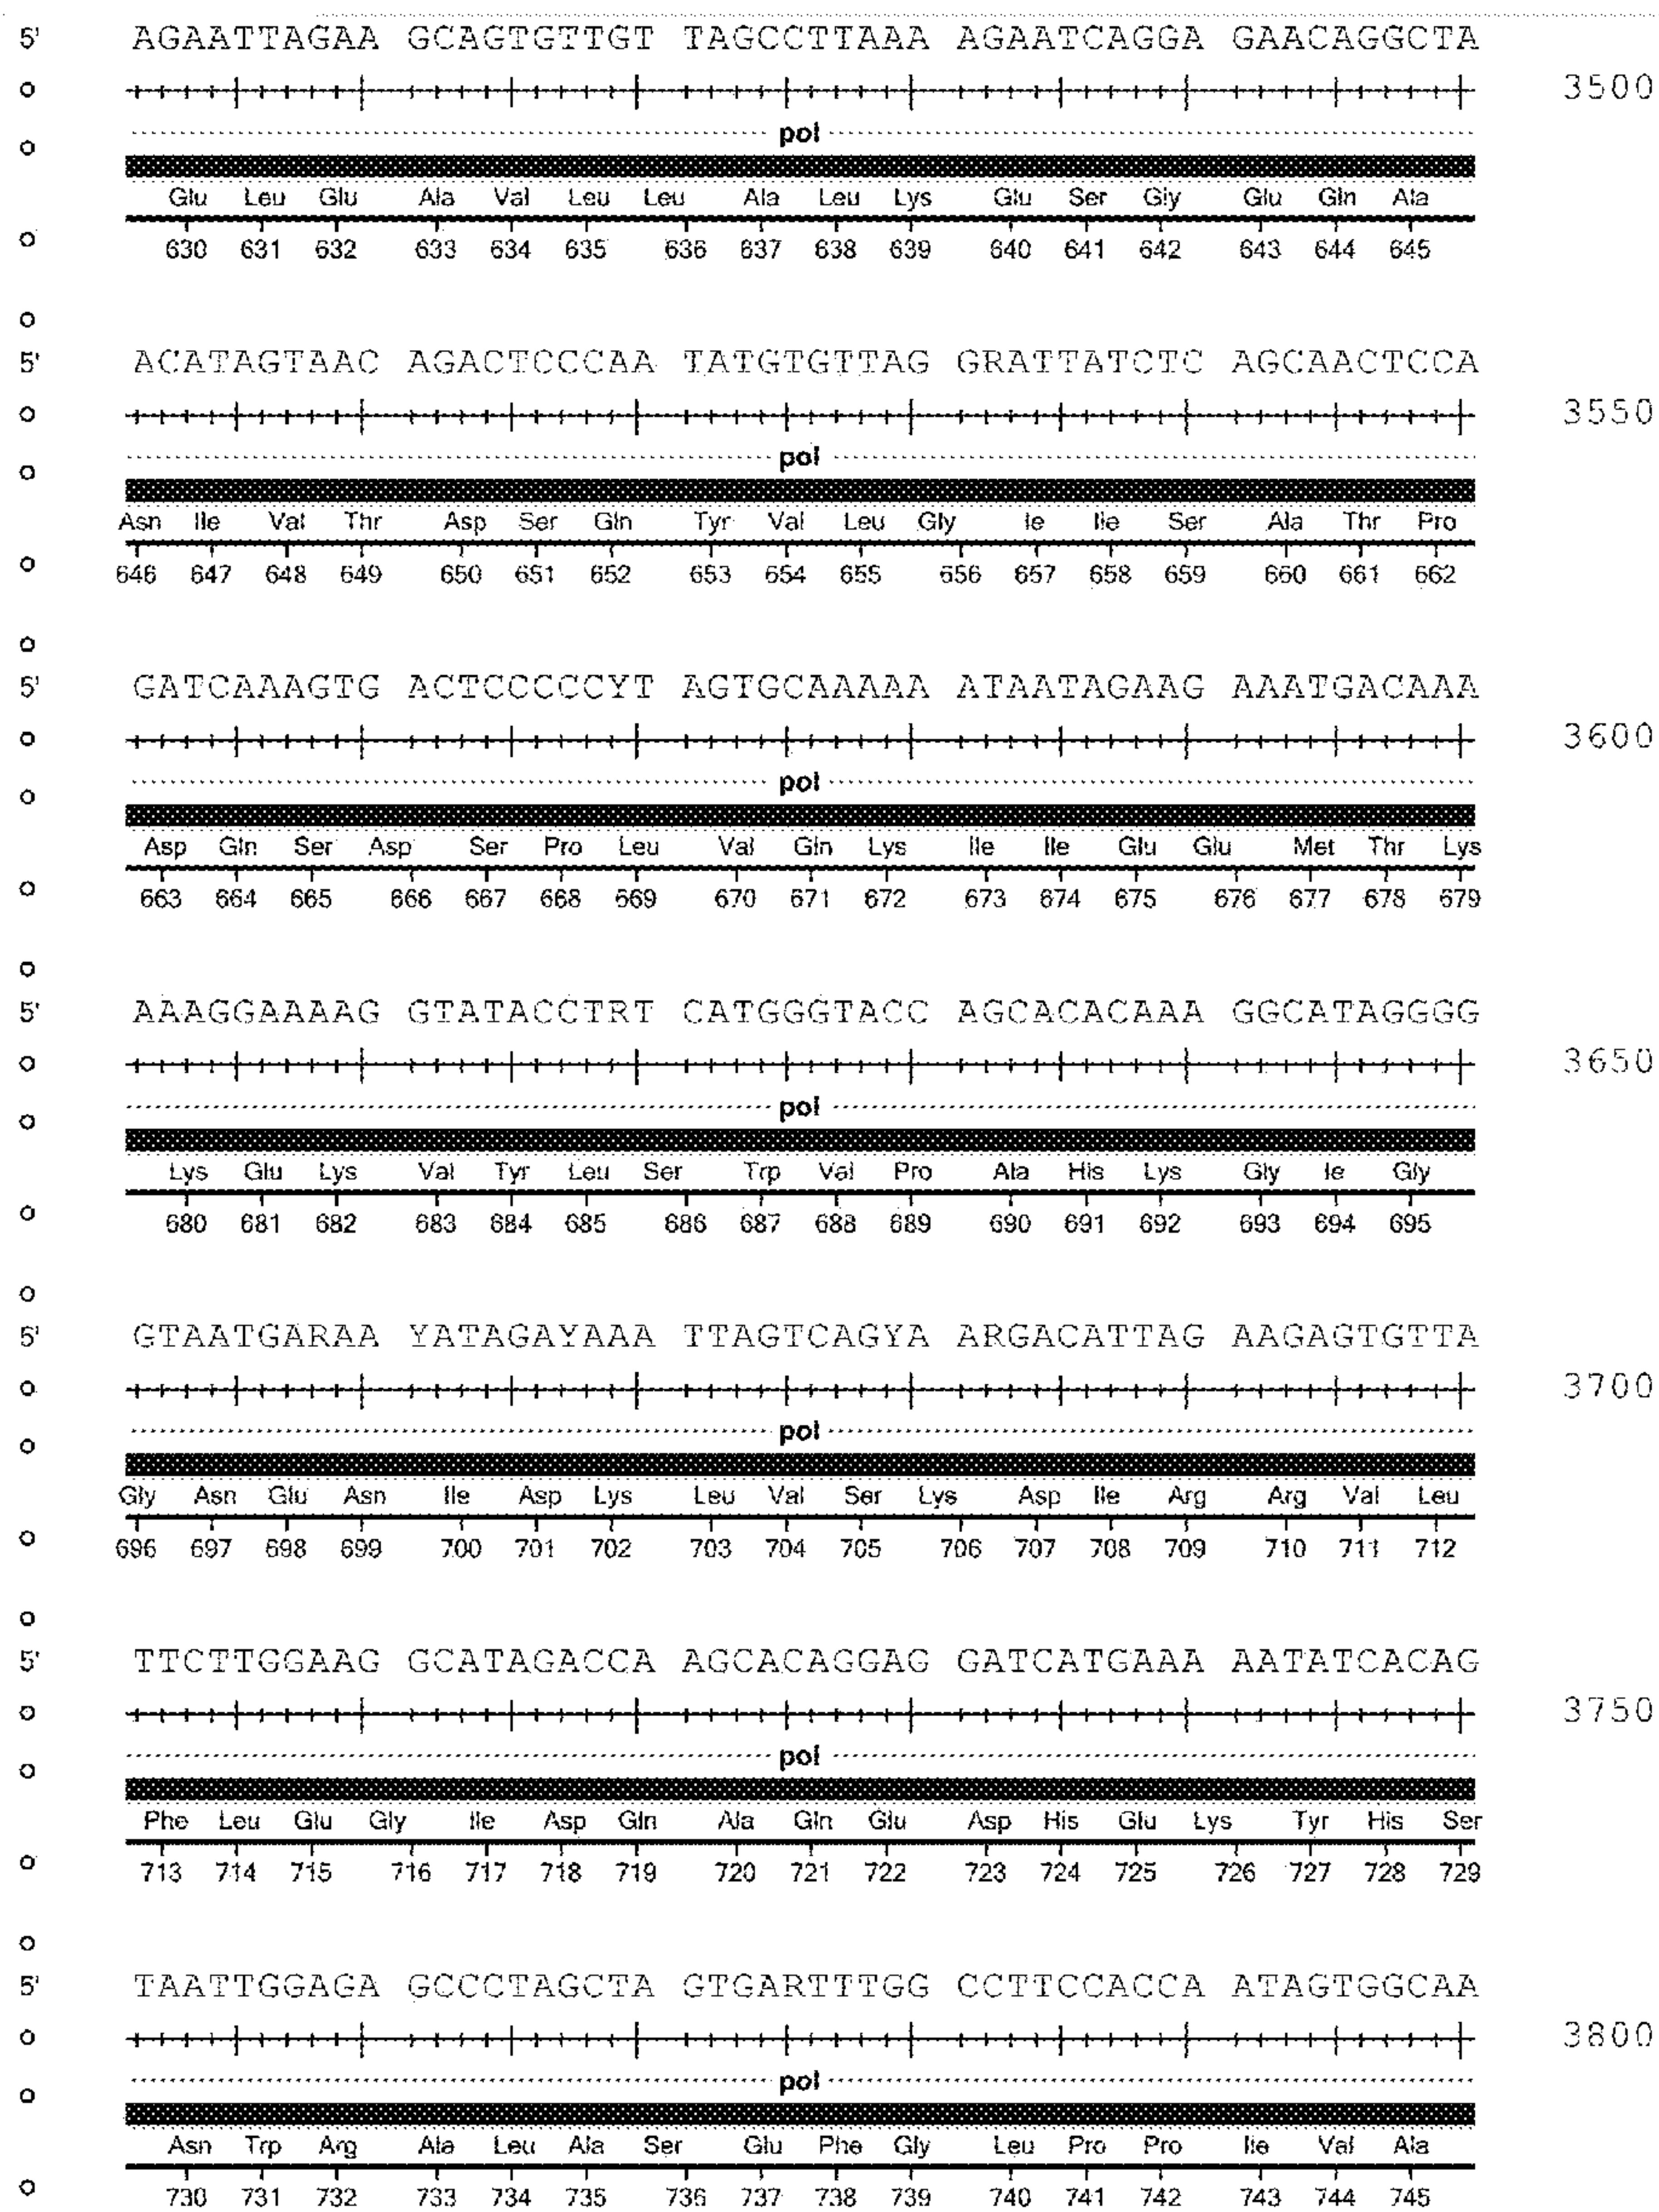 5' AGAATTAGAA GCAGTGTTGT TAGCCTTAAA AGAATCAGGA GAACAGGCTA
o 3500
pol
o
Glu Leu Glu Ala Val Leu Leu Ala Leu Lys Glu Ser Gly Glu Gln Ala
o 630 631 632 633 634 635 636 637 638 639 640 641 642 643 644 645
o
5' ACATAGTAAC AGACTCCCAA TATGTGTTAG GRATTATCTC AGCAACTCCA
o 3550
pol
o
Asn Ile Val Thr Asp Ser Gln Tyr Val Leu Gly Ie Ile Ser Ala Thr Pro
o 646 647 648 649 650 651 652 653 654 655 656 657 658 659 660 661 662
o
5' GATCAAAGTG ACTCCCCCYT AGTGCAAAAA ATAATAGAAG AAATGACAAA
o 3600
pol
o
Asp Gln Ser Asp Ser Pro Leu Val Gln Lys Ile Ile Glu Glu Met Thr Lys
o 663 664 665 666 667 668 669 670 671 672 673 674 675 676 677 678 679
o
5' AAAGGAAAAG GTATACCTRT CATGGGTACC AGCACACAAA GGCATAGGGG
o 3650
pol
o
Lys Glu Lys Val Tyr Leu Ser Trp Val Pro Ala His Lys Gly Ie Gly
o 680 681 682 683 684 685 686 687 688 689 690 691 692 693 694 695
o
5' GTAATGARAA YATAGAYAAA TTAGTCAGYA ARGACATTAG AAGAGTGTTA
o 3700
pol
o
Gly Asn Glu Asn Ile Asp Lys Leu Val Ser Lys Asp Ile Arg Arg Val Leu
o 696 697 698 699 700 701 702 703 704 705 706 707 708 709 710 711 712
o
5' TTCTTGGAAG GCATAGACCA AGCACAGGAG GATCATGAAA AATATCACAG
o 3750
pol
o
Phe Leu Glu Gly Ile Asp Gln Ala Gln Glu Asp His Glu Lys Tyr His Ser
o 713 714 715 716 717 718 719 720 721 722 723 724 725 726 727 728 729
o
5' TAATTGGAGA GCCCTAGCTA GTGARTTTGG CCTTCCACCA ATAGTGGCAA
o 3800
pol
o
Asn Trp Arg Ala Leu Ala Ser Glu Phe Gly Leu Pro Pro Ile Val Ala
o 730 731 732 733 734 735 736 737 738 739 740 741 742 743 744 745